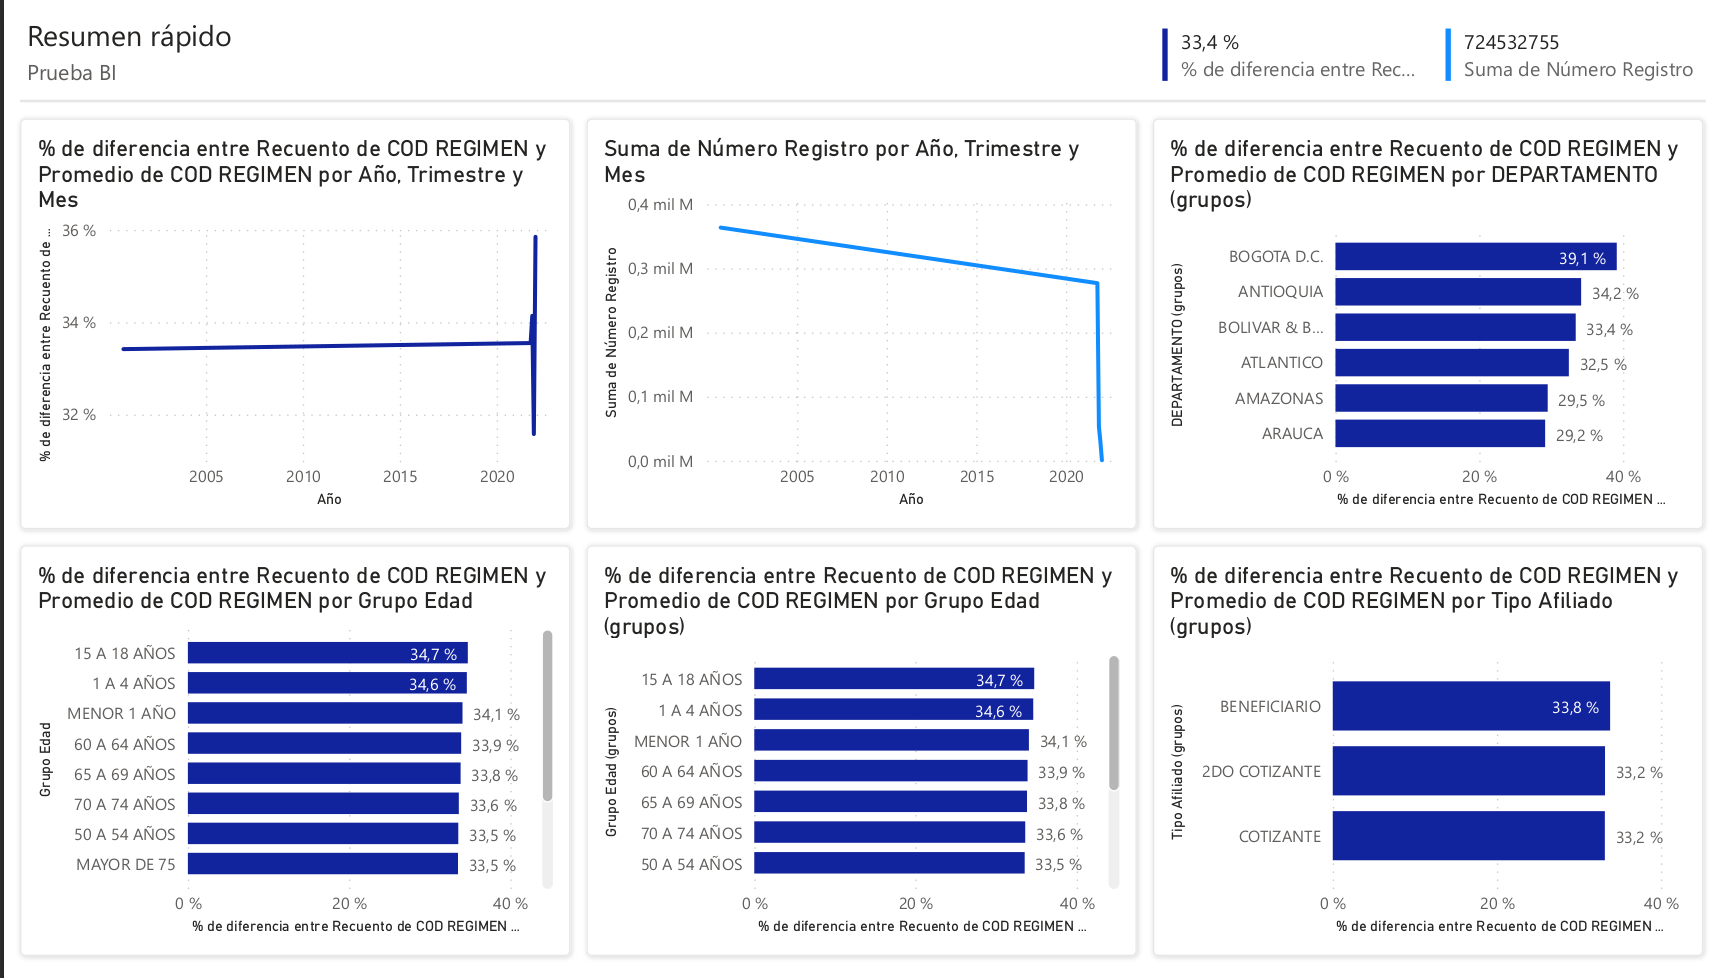 Resumen rápido
Prueba BI
33,4 %
% de diferencia entre Rec...
724532755
Suma de Número Registro
% de diferencia entre Recuento de COD REGIMEN y
Promedio de COD REGIMEN por Año, Trimestre y
Mes
% de diferencia entre Recuento de ...
36 %
34 %
32 %
2005
2010
2015
2020
Año
Suma de Número Registro por Año, Trimestre y
Mes
Suma de Número Registro
0,4 mil M
0,3 mil M
0,2 mil M
0,1 mil M
0,0 mil M
2005
2010
2015
2020
Año
% de diferencia entre Recuento de COD REGIMEN y
Promedio de COD REGIMEN por DEPARTAMENTO
(grupos)
DEPARTAMENTO (grupos)
BOGOTA D.C. 39,1 %
ANTIOQUIA 34,2 %
BOLIVAR & B... 33,4 %
ATLANTICO 32,5 %
AMAZONAS 29,5 %
ARAUCA 29,2 %
0 % 20 % 40 %
% de diferencia entre Recuento de COD REGIMEN ...
% de diferencia entre Recuento de COD REGIMEN y
Promedio de COD REGIMEN por Grupo Edad
Grupo Edad
15 A 18 AÑOS 34,7 %
1 A 4 AÑOS 34,6 %
MENOR 1 AÑO 34,1 %
60 A 64 AÑOS 33,9 %
65 A 69 AÑOS 33,8 %
70 A 74 AÑOS 33,6 %
50 A 54 AÑOS 33,5 %
MAYOR DE 75 33,5 %
0 % 20 % 40 %
% de diferencia entre Recuento de COD REGIMEN ...
% de diferencia entre Recuento de COD REGIMEN y
Promedio de COD REGIMEN por Grupo Edad
(grupos)
Grupo Edad (grupos)
15 A 18 AÑOS 34,7 %
1 A 4 AÑOS 34,6 %
MENOR 1 AÑO 34,1 %
60 A 64 AÑOS 33,9 %
65 A 69 AÑOS 33,8 %
70 A 74 AÑOS 33,6 %
50 A 54 AÑOS 33,5 %
0 % 20 % 40 %
% de diferencia entre Recuento de COD REGIMEN ...
% de diferencia entre Recuento de COD REGIMEN y
Promedio de COD REGIMEN por Tipo Afiliado
(grupos)
Tipo Afiliado (grupos)
BENEFICIARIO 33,8 %
2DO COTIZANTE 33,2 %
COTIZANTE 33,2 %
0 % 20 % 40 %
% de diferencia entre Recuento de COD REGIMEN ...